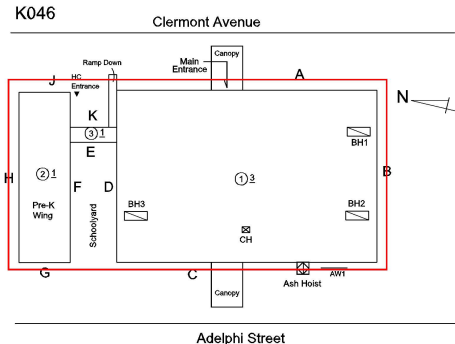 K046
Clermont Avenue
Canopy
Main
Entrance
Ramp Down
A
J
HC
Entrance
N
K
3 1
BH1
E
B
H
2 1
F
D
1 3
Pre-K
Wing
Schoolyard
BH3
BH2
CH
G
C
AW1
Ash Hoist
Canopy
Adelphi Street